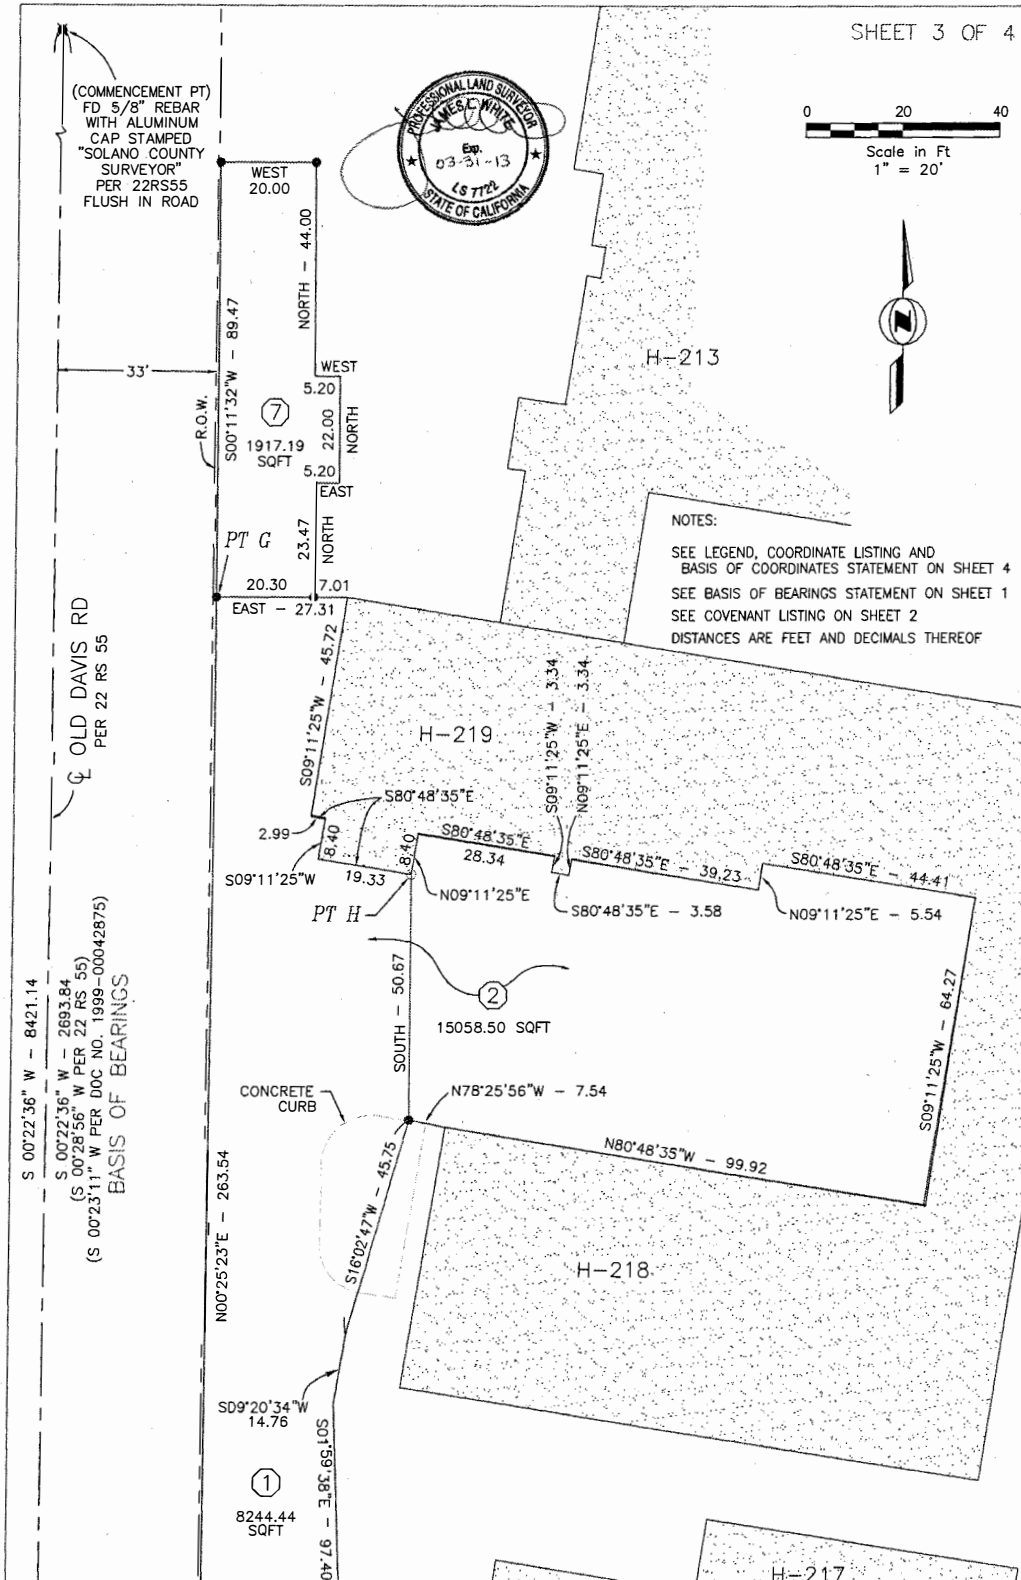 SHEET 3 OF 4
(COMMENCEMENT PT)
FD 5/8" REBAR
WITH ALUMINUM
CAP STAMPED
"SOLANO COUNTY
SURVEYOR"
PER 22RS55
FLUSH IN ROAD
PROFESSIONAL LAND SURVEYOR
JAMES L. WHITE
Exp.
03-31-13
LS 7722
STATE OF CALIFORNIA
0 20 40
Scale in Ft
1" = 20'
WEST
20.00
NORTH - 44.00
S00°11'32"W - 89.47
33'
R.O.W.
WEST
5.20
22.00
NORTH
7
1917.19
SQFT
5.20
EAST
23.47
NORTH
H-213
PT G
20.30 7.01
EAST - 27.31
NOTES:
SEE LEGEND, COORDINATE LISTING AND
BASIS OF COORDINATES STATEMENT ON SHEET 4
SEE BASIS OF BEARINGS STATEMENT ON SHEET 1
SEE COVENANT LISTING ON SHEET 2
DISTANCES ARE FEET AND DECIMALS THEREOF
℄ OLD DAVIS RD
PER 22 RS 55
S09°11'25"W - 45.72
H-219
S09°11'25"W - 3.34
N09°11'25"E - 3.34
S80°48'35"E
2.99
8.40
S09°11'25"W
19.33
8.40
S80°48'35"E
28.34
N09°11'25"E
S80°48'35"E - 39.23
S80°48'35"E - 3.58
S80°48'35"E - 44.41
N09°11'25"E - 5.54
PT H
SOUTH - 50.67
2
15058.50 SQFT
S09°11'25"W - 64.27
S 00°22'36" W - 8421.14
S 00°22'36" W - 2693.84
(S 00°28'56" W PER 22 RS 55)
(S 00°23'11" W PER DOC NO. 1999-00042875)
BASIS OF BEARINGS
CONCRETE
CURB
N78°25'56"W - 7.54
N80°48'35"W - 99.92
S16°02'47"W - 45.75
N00°25'23"E - 263.54
H-218
SD9°20'34"W
14.76
S01°59'38"E - 97.40
1
8244.44
SQFT
H-217